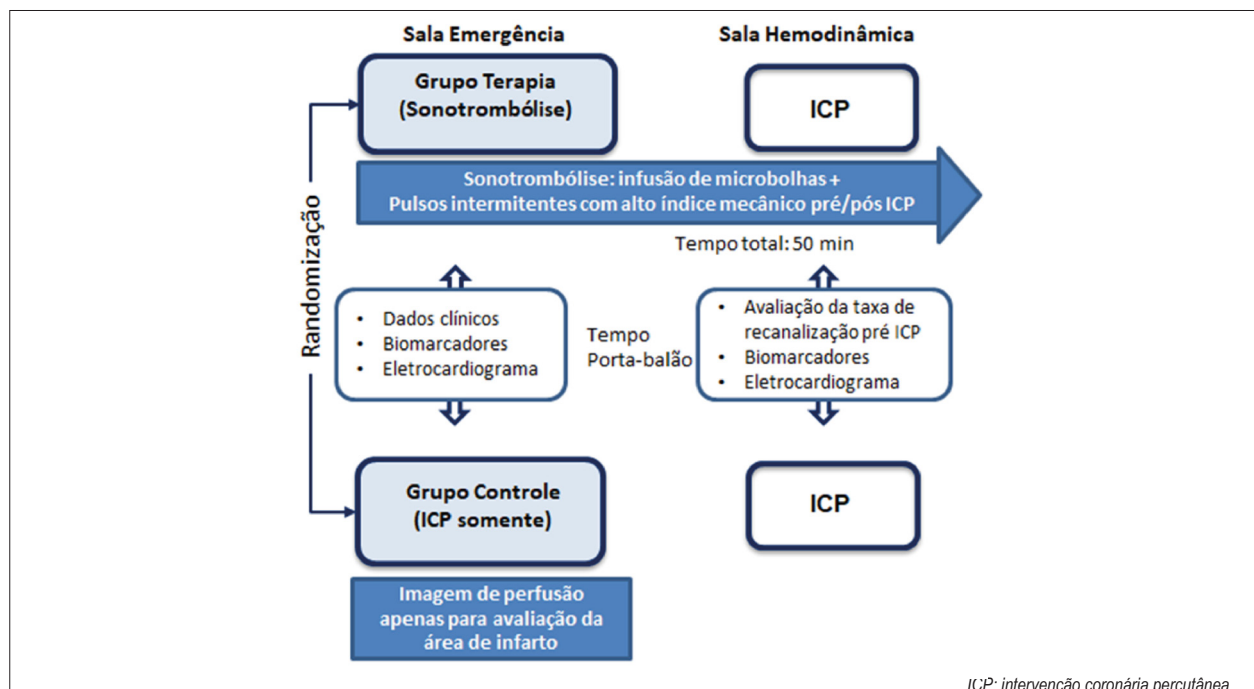 Sala Emergência
Sala Hemodinâmica
Grupo Terapia
(Sonotrombólise)
ICP
Sonotrombólise: infusão de microbolhas +
Pulsos intermitentes com alto índice mecânico pré/pós ICP
Tempo total: 50 min
Randomização
• Dados clínicos
• Biomarcadores
• Eletrocardiograma
Tempo
Porta-balão
• Avaliação da taxa de
recanalização pré ICP
• Biomarcadores
• Eletrocardiograma
Grupo Controle
(ICP somente)
ICP
Imagem de perfusão
apenas para avaliação da
área de infarto
ICP: intervenção coronária percutânea